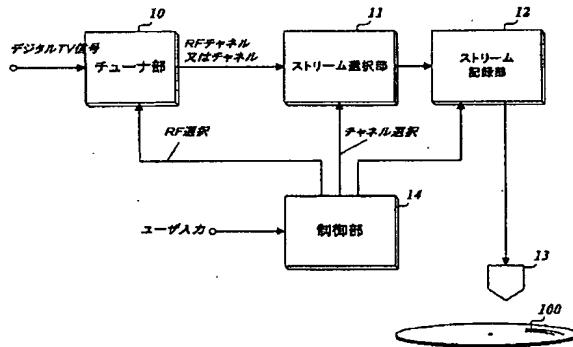 10
11
12
デジタルTV信号
チューナ部
RFチャネル
又はチャネル
ストリーム選択部
ストリーム
記録部
RF選択
チャネル選択
14
ユーザ入力
制御部
13
100